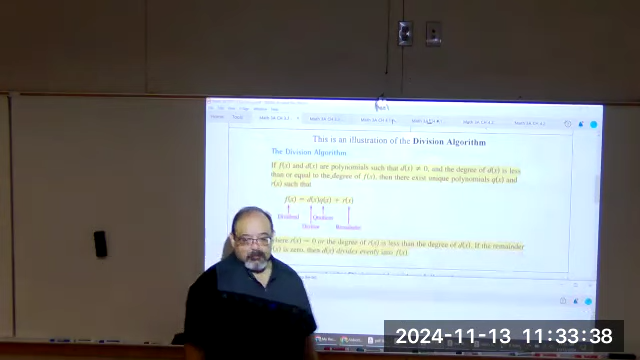 This is an illustration of the Division Algorithm
The Division Algorithm
If f(x) and d(x) are polynomials such that d(x) ≠ 0, and the degree of d(x) is less
than or equal to the degree of f(x), then there exist unique polynomials q(x) and
r(x) such that
f(x) = d(x)q(x) + r(x)
Dividend Quotient
Divisor Remainder
where r(x) = 0 or the degree of r(x) is less than the degree of d(x). If the remainder
r(x) is zero, then d(x) divides evenly into f(x).
2024-11-13 11:33:38